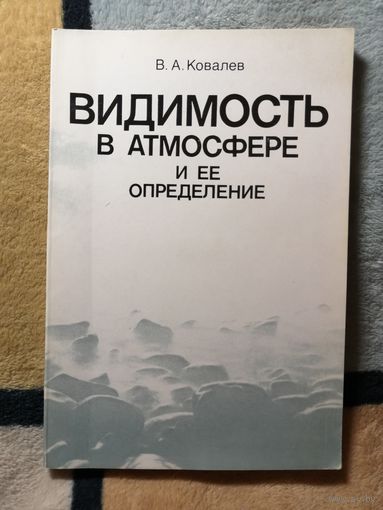 В. А. Ковалев
ВИДИМОСТЬ
В АТМОСФЕРЕ
И ЕЕ
ОПРЕДЕЛЕНИЕ